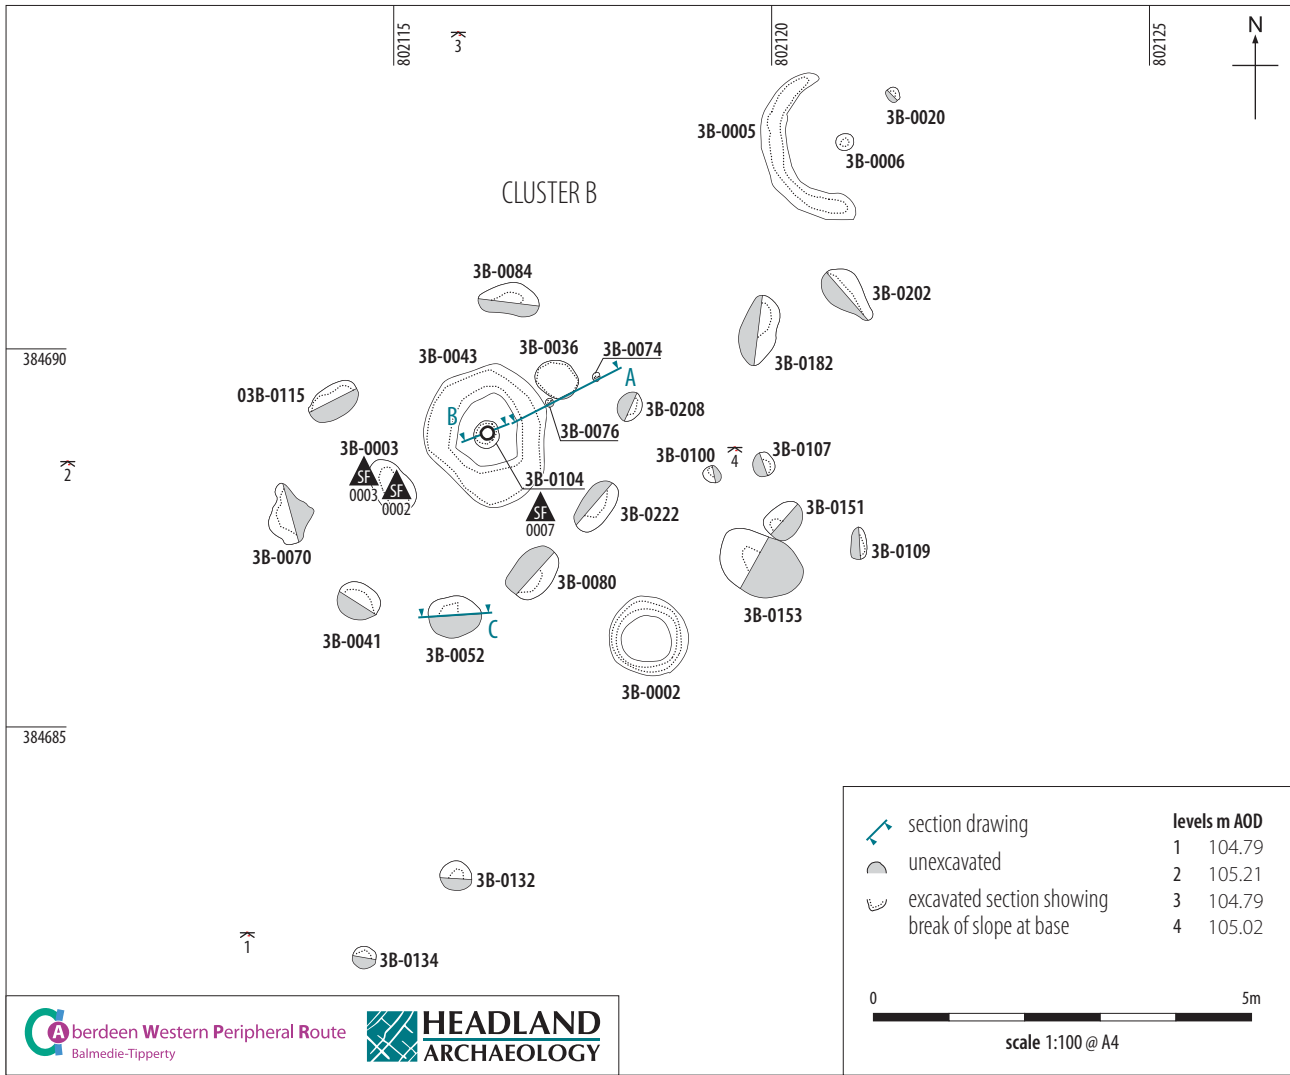 802115
802120
802125
3
N
3B-0005
3B-0020
3B-0006
CLUSTER B
3B-0084
3B-0202
384690
3B-0043
3B-0036
3B-0074
3B-0182
A
03B-0115
B
3B-0208
3B-0076
3B-0003
3B-0100
4
3B-0107
2
SF
0003
SF
0002
3B-0104
SF
0007
3B-0222
3B-0151
3B-0070
3B-0109
3B-0080
3B-0153
3B-0041
C
3B-0052
3B-0002
384685
3B-0132
1
3B-0134
section drawing
unexcavated
excavated section showing
break of slope at base
levels m AOD
1 104.79
2 105.21
3 104.79
4 105.02
0 5m
scale 1:100 @ A4
Aberdeen Western Peripheral Route
Balmedie-Tipperty
HEADLAND
ARCHAEOLOGY